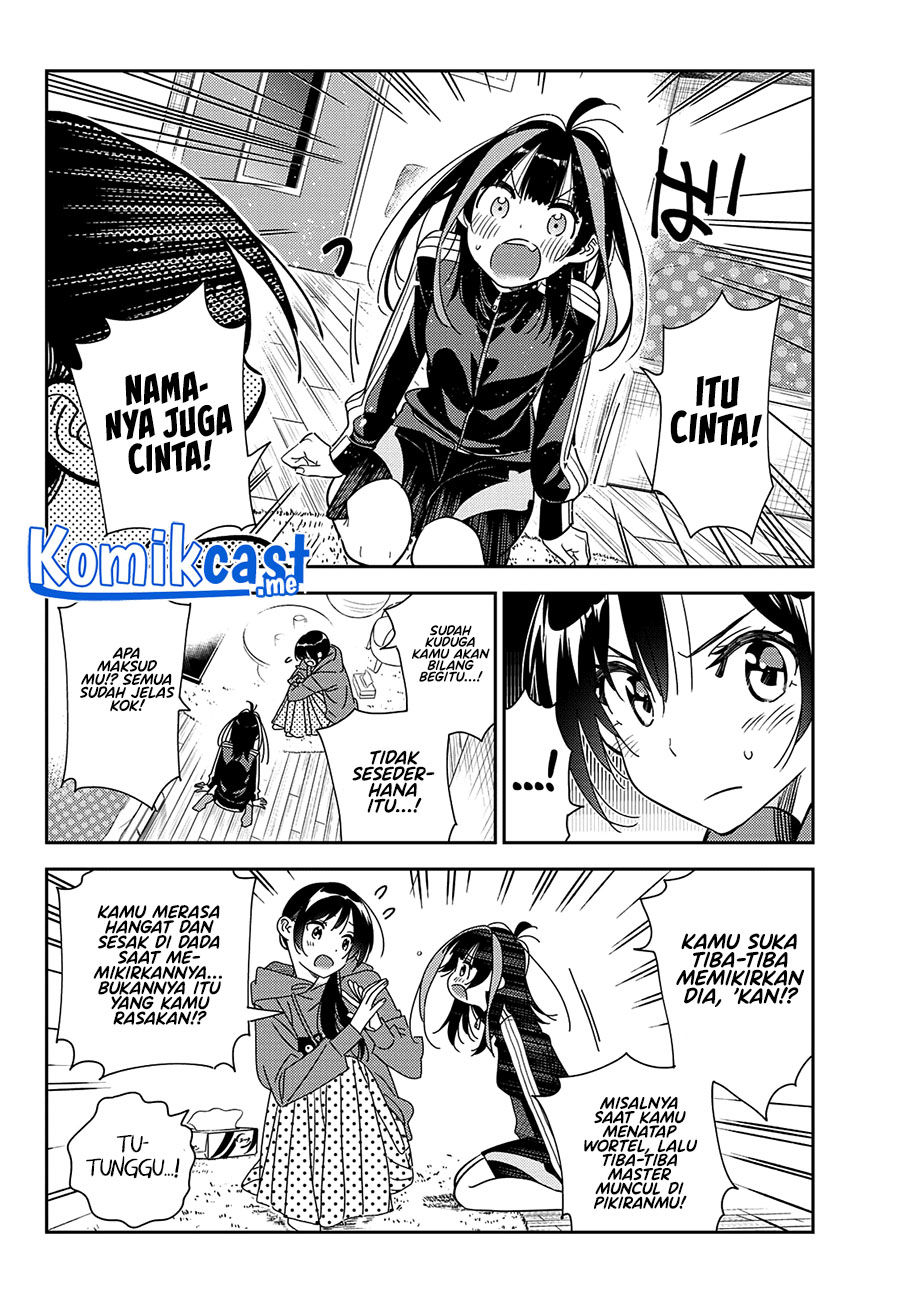 ITU
CINTA!
NAMA-
NYA JUGA
CINTA!
Komikcast
.me
....!
SUDAH
KUDUGA
KAMU AKAN
BILANG
BEGITU...!
TIDAK
SESEDER-
HANA
ITU...!
APA
MAKSUD
MU!? SEMUA
SUDAH JELAS
KOK!
KAMU SUKA
TIBA-TIBA
MEMIKIRKAN
DIA, 'KAN!?
MISALNYA
SAAT KAMU
MENATAP
WORTEL, LALU
TIBA-TIBA
MASTER
MUNCUL DI
PIKIRANMU!
KAMU MERASA
HANGAT DAN
SESAK DI DADA
SAAT ME-
MIKIRKANNYA...
BUKANNYA ITU
YANG KAMU
RASAKAN!?
TU-
TUNGGU...!